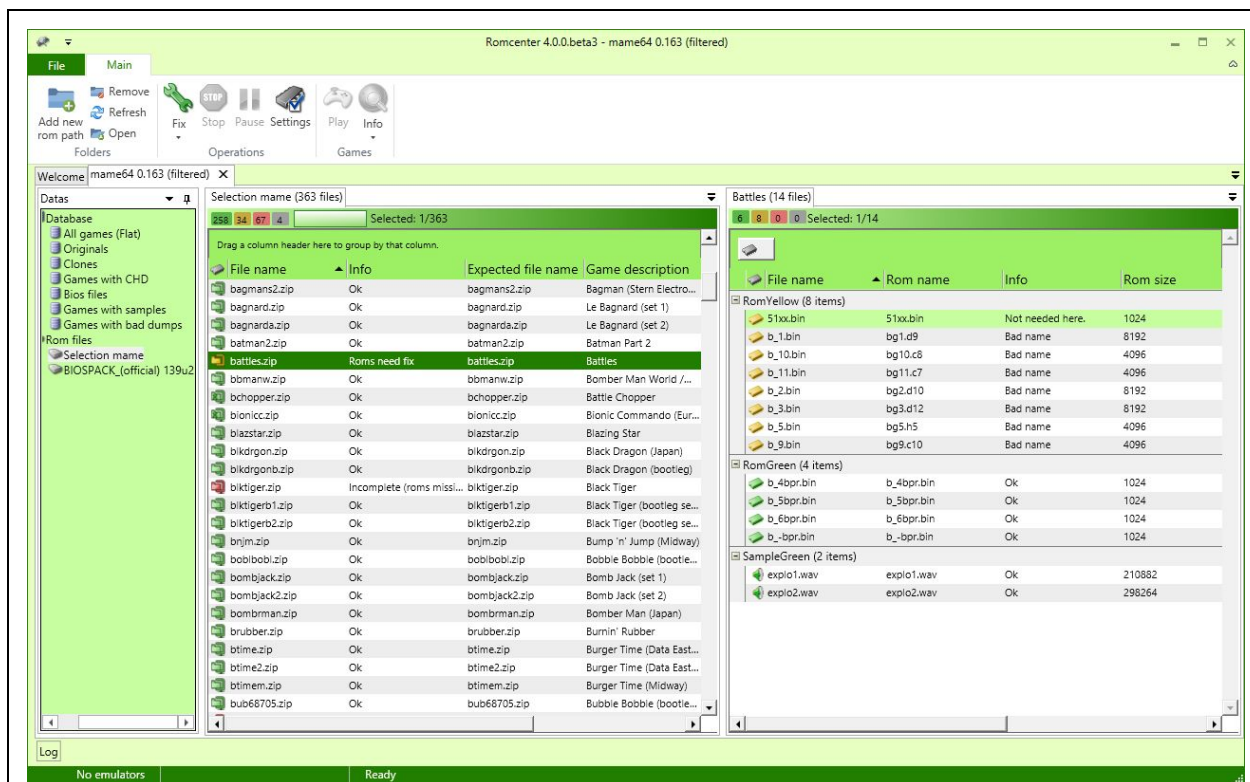 Romcenter 4.0.0.beta3 - mame64 0.163 (filtered)
File Main
Add new rom path
Remove
Refresh
Open
Fix
STOP
Stop Pause Settings
Play Info
Folders Operations Games
Welcome mame64 0.163 (filtered) X
Datas
Database
All games (Flat)
Originals
Clones
Games with CHD
Bios files
Games with samples
Games with bad dumps
Rom files
Selection mame
BIOSPACK_(official) 139u2
Selection mame (363 files)
258 34 67 4 Selected: 1/363
Drag a column header here to group by that column.
File name Info Expected file name Game description
bagmans2.zip Ok bagmans2.zip Bagman (Stern Electro...
bagnard.zip Ok bagnard.zip Le Bagnard (set 1)
bagnarda.zip Ok bagnarda.zip Le Bagnard (set 2)
batman2.zip Ok batman2.zip Batman Part 2
battles.zip Roms need fix battles.zip Battles
bbmanw.zip Ok bbmanw.zip Bomber Man World /...
bchopper.zip Ok bchopper.zip Battle Chopper
bionicc.zip Ok bionicc.zip Bionic Commando (Eur...
blazstar.zip Ok blazstar.zip Blazing Star
blkdrgon.zip Ok blkdrgon.zip Black Dragon (Japan)
blkdrgonb.zip Ok blkdrgonb.zip Black Dragon (bootleg)
blktiger.zip Incomplete (roms missi... blktiger.zip Black Tiger
blktigerb1.zip Ok blktigerb1.zip Black Tiger (bootleg se...
blktigerb2.zip Ok blktigerb2.zip Black Tiger (bootleg se...
bnjm.zip Ok bnjm.zip Bump 'n' Jump (Midway)
boblbobl.zip Ok boblbobl.zip Bobble Bobble (bootle...
bombjack.zip Ok bombjack.zip Bomb Jack (set 1)
bombjack2.zip Ok bombjack2.zip Bomb Jack (set 2)
bombrman.zip Ok bombrman.zip Bomber Man (Japan)
brubber.zip Ok brubber.zip Burnin' Rubber
btime.zip Ok btime.zip Burger Time (Data East...
btime2.zip Ok btime2.zip Burger Time (Data East...
btimem.zip Ok btimem.zip Burger Time (Midway)
bub68705.zip Ok bub68705.zip Bubble Bobble (bootle...
Battles (14 files)
6 8 0 0 Selected: 1/14
File name Rom name Info Rom size
RomYellow (8 items)
51xx.bin 51xx.bin Not needed here. 1024
b_1.bin bg1.d9 Bad name 8192
b_10.bin bg10.c8 Bad name 4096
b_11.bin bg11.c7 Bad name 4096
b_2.bin bg2.d10 Bad name 8192
b_3.bin bg3.d12 Bad name 8192
b_5.bin bg5.h5 Bad name 4096
b_9.bin bg9.c10 Bad name 4096
RomGreen (4 items)
b_4bpr.bin b_4bpr.bin Ok 1024
b_5bpr.bin b_5bpr.bin Ok 1024
b_6bpr.bin b_6bpr.bin Ok 1024
b_-bpr.bin b_-bpr.bin Ok 1024
SampleGreen (2 items)
explo1.wav explo1.wav Ok 210882
explo2.wav explo2.wav Ok 298264
Log
No emulators Ready